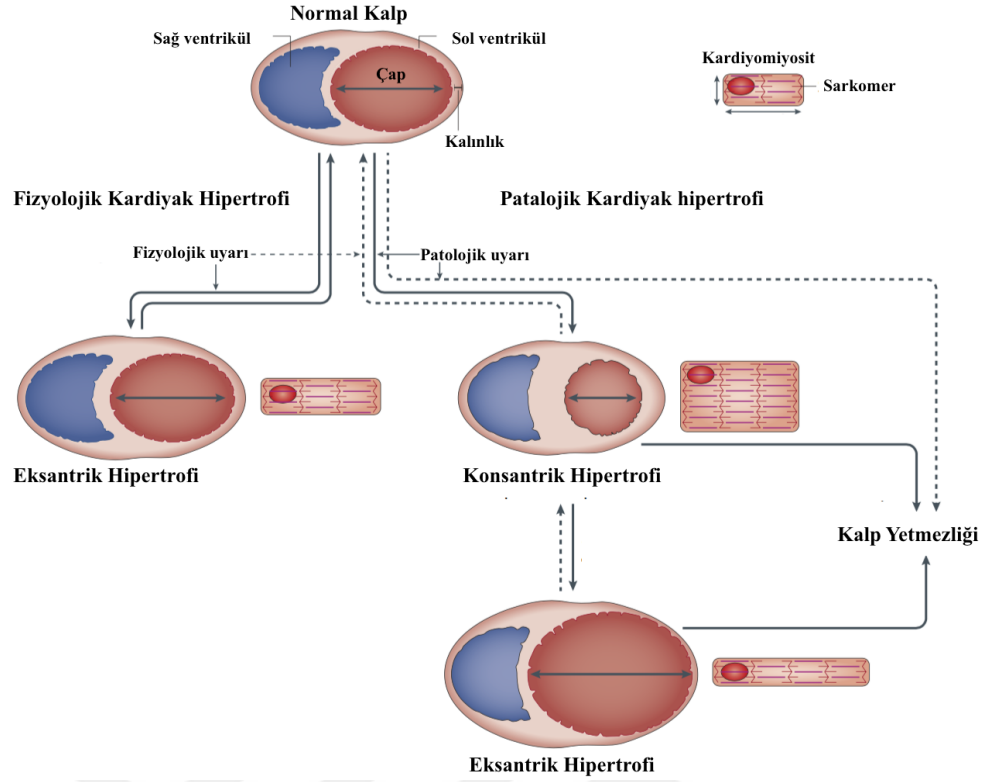 Normal Kalp
Sağ ventrikül
Sol ventrikül
Çap
Kalınlık
Kardiyomiyosit
Sarkomer
Fizyolojik Kardiyak Hipertrofi
Patalojik Kardiyak hipertrofi
Fizyolojik uyarı
Patolojik uyarı
Eksantrik Hipertrofi
Konsantrik Hipertrofi
Kalp Yetmezliği
Eksantrik Hipertrofi